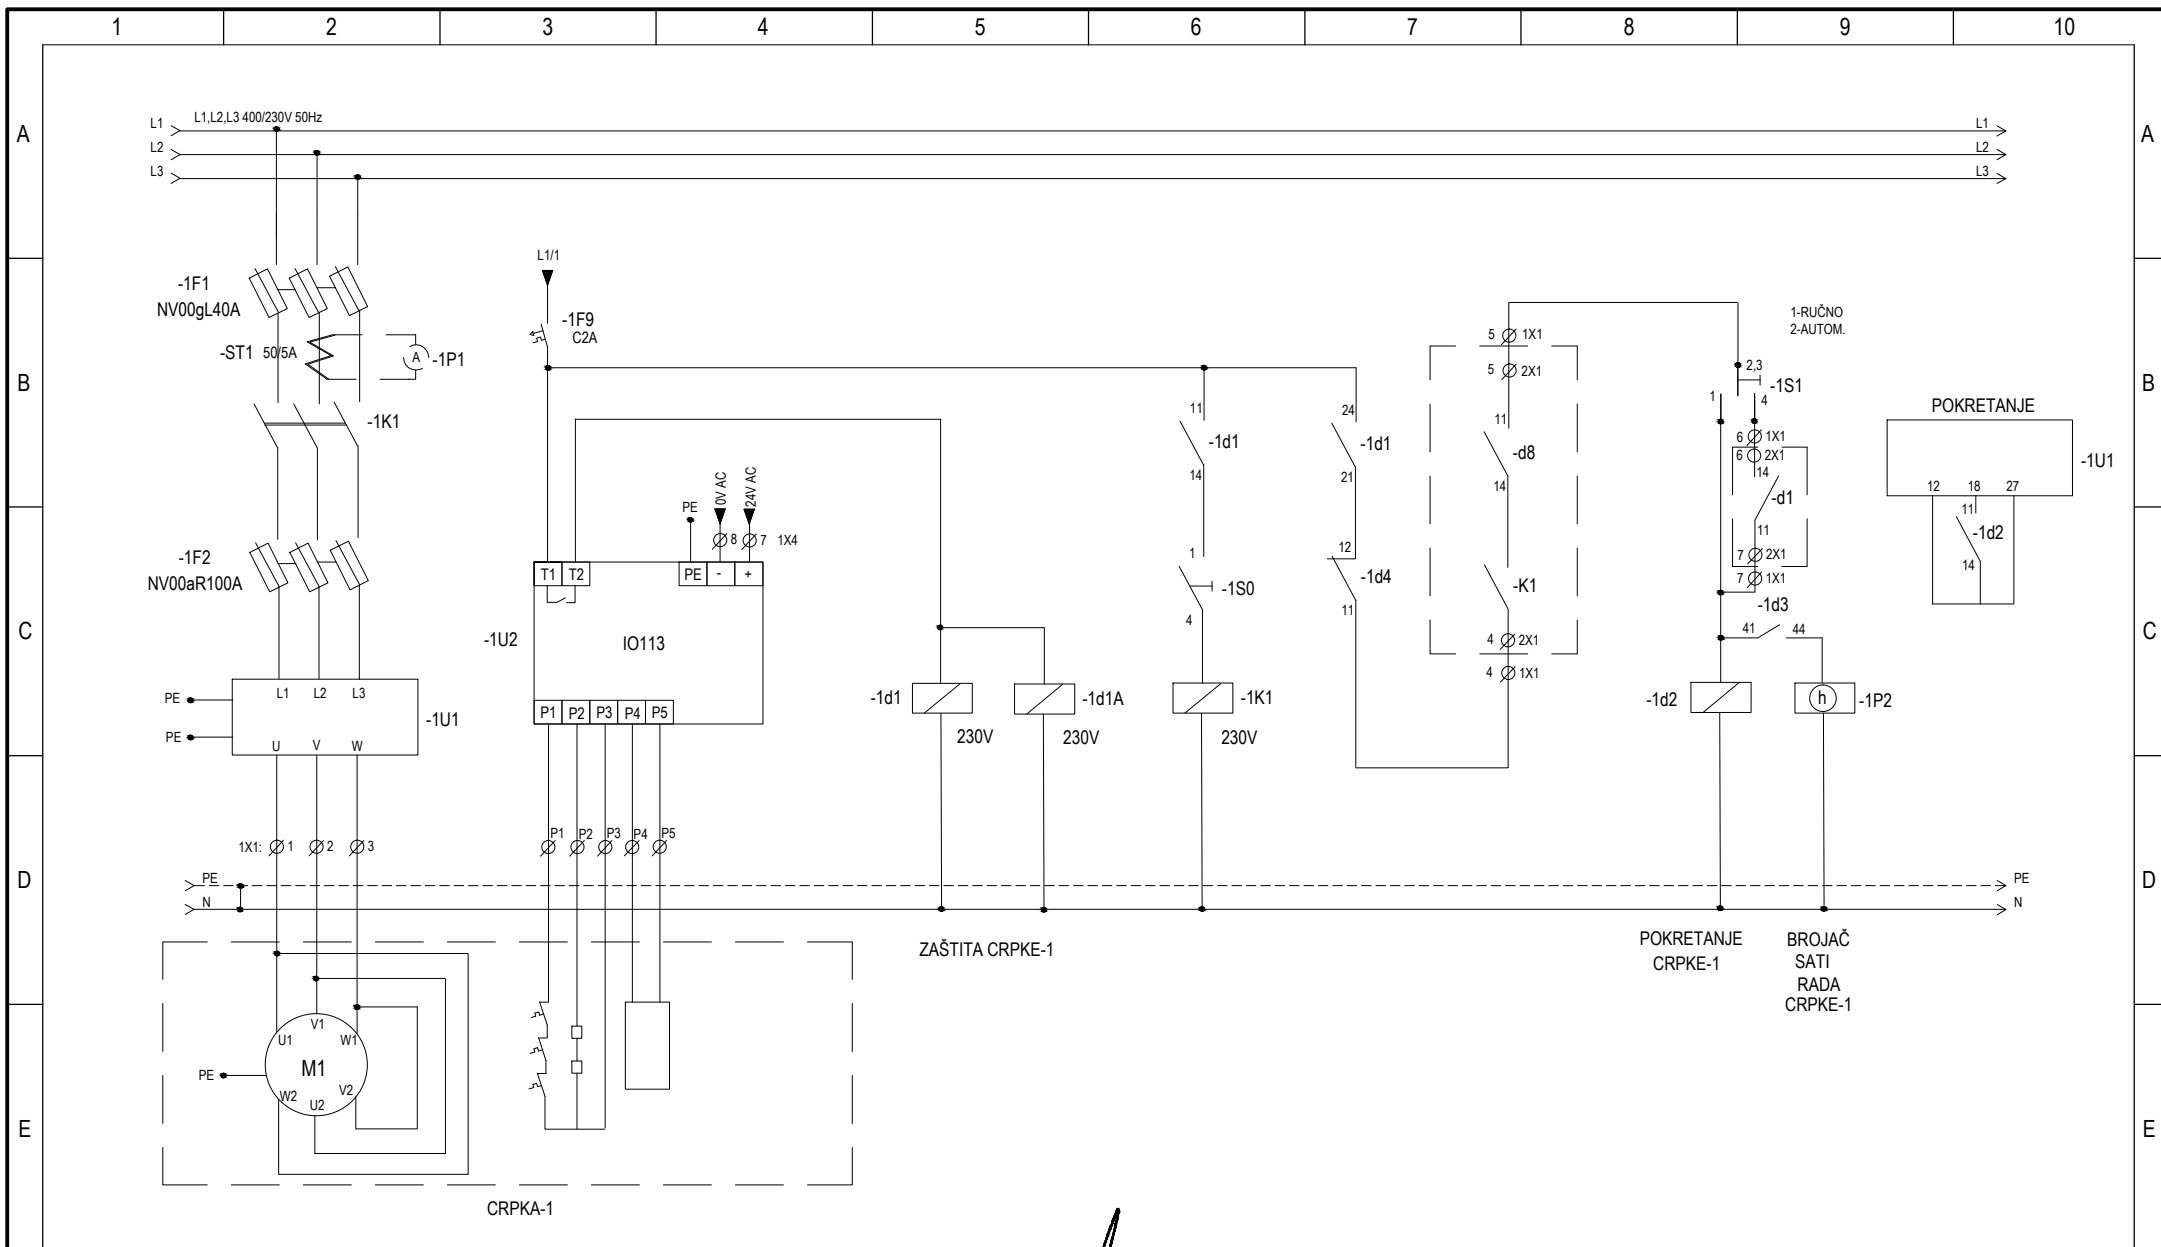 1 2 3 4 5 6 7 8 9 10
A A
L1 L1,L2,L3 400/230V 50Hz L1
L2 L2
L3 L3
L1/1
-1F1
NV00gL40A
-1F9
C2A
1-RUČNO
2-AUTOM.
5 1X1
-ST1 50/5A A -1P1
B B
5 2X1
2,3
-1S1
1 4
11 24 11
-1K1
POKRETANJE
-1d1 -1d1 -d8
6 1X1
6 2X1
-1U1
14 21 14
14
-d1
12 18 27
0V AC 24V AC
PE
8 7 1X4
11
11
-1d2
14
-1F2
NV00aR100A
T1 T2 PE - +
1 12
7 2X1
7 1X1
-1S0 -1d4 -K1
4 11
-1d3
41 44
C C
-1U2 IO113
4 2X1
4 1X1
PE L1 L2 L3
-1U1
PE U V W
P1 P2 P3 P4 P5
-1d1 -1d1A -1K1 -1d2 h -1P2
230V 230V 230V
1X1: 1 2 3
P1 P2 P3 P4 P5
D D
PE PE
N N
ZAŠTITA CRPKE-1
POKRETANJE
CRPKE-1
BROJAČ
SATI
RADA
CRPKE-1
V1
U1 W1
PE M1
W2 U2 V2
E E
CRPKA-1